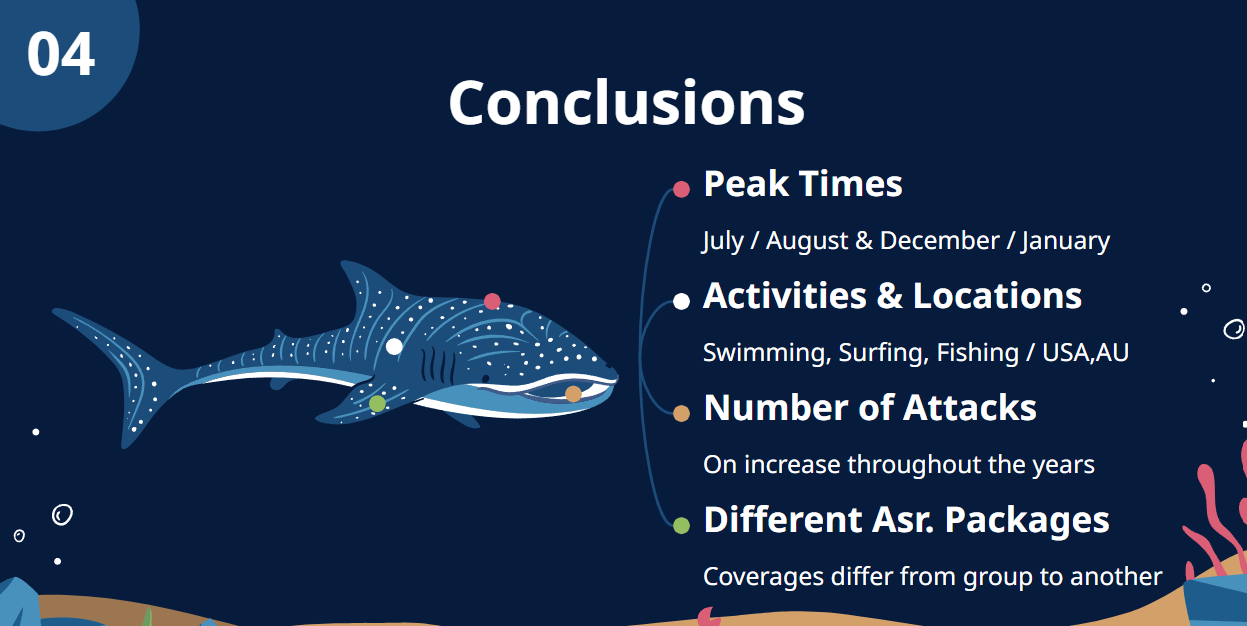 04
Conclusions
Peak Times
July / August & December / January
Activities & Locations
Swimming, Surfing, Fishing / USA,AU
Number of Attacks
On increase throughout the years
Different Asr. Packages
Coverages differ from group to another